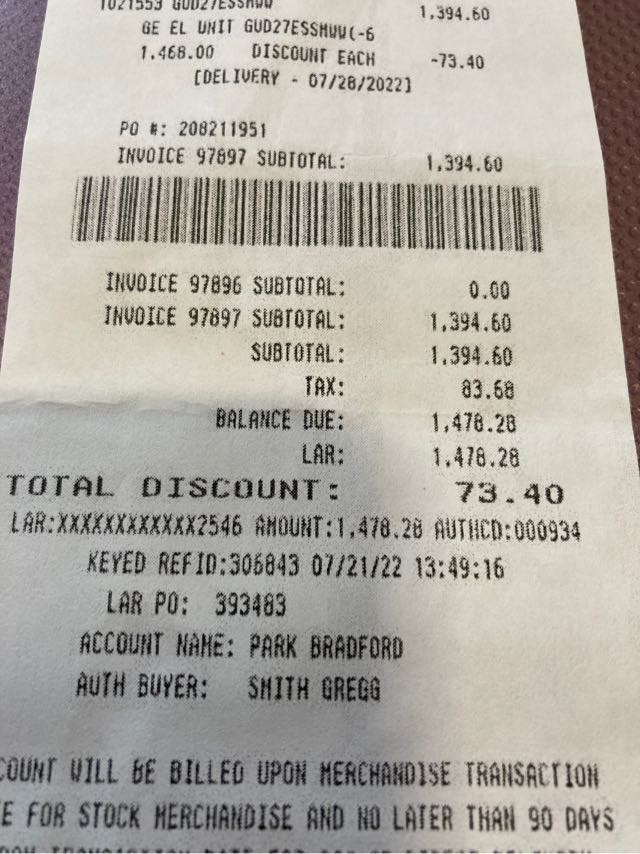 1021553 GUD27ESSMWW 1,394.60
GE EL UNIT GUD27ESSMWW(-6
1,468.00 DISCOUNT EACH -73.40
[DELIVERY - 07/28/2022]
PO #: 208211951
INVOICE 97897 SUBTOTAL: 1,394.60
INVOICE 97896 SUBTOTAL: 0.00
INVOICE 97897 SUBTOTAL: 1,394.60
SUBTOTAL: 1,394.60
TAX: 83.68
BALANCE DUE: 1,478.28
LAR: 1,478.28
TOTAL DISCOUNT: 73.40
LAR:XXXXXXXXXXXX2546 AMOUNT:1,478.28 AUTHCD:000934
KEYED REFID:306843 07/21/22 13:49:16
LAR PO: 393483
ACCOUNT NAME: PARK BRADFORD
AUTH BUYER: SMITH GREGG
COUNT WILL BE BILLED UPON MERCHANDISE TRANSACTION
E FOR STOCK MERCHANDISE AND NO LATER THAN 90 DAYS